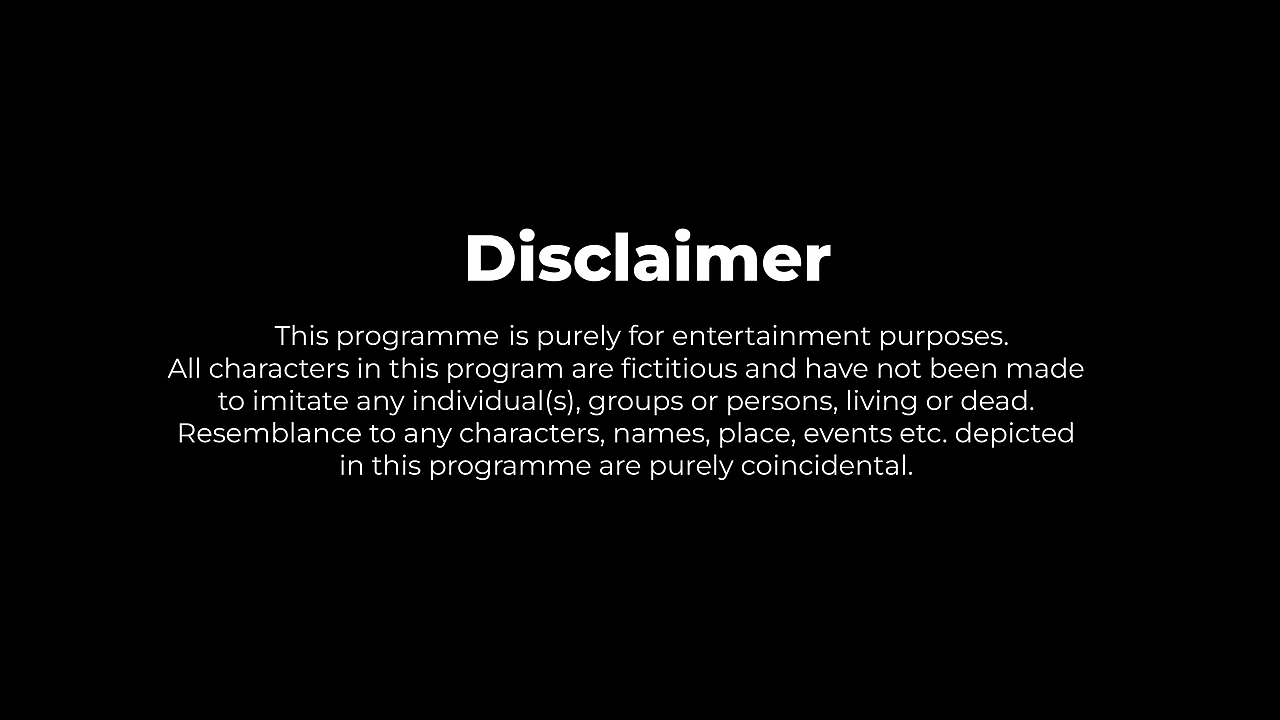 Disclaimer
This programme is purely for entertainment purposes.
All characters in this program are fictitious and have not been made
to imitate any individual(s), groups or persons, living or dead.
Resemblance to any characters, names, place, events etc. depicted
in this programme are purely coincidental.